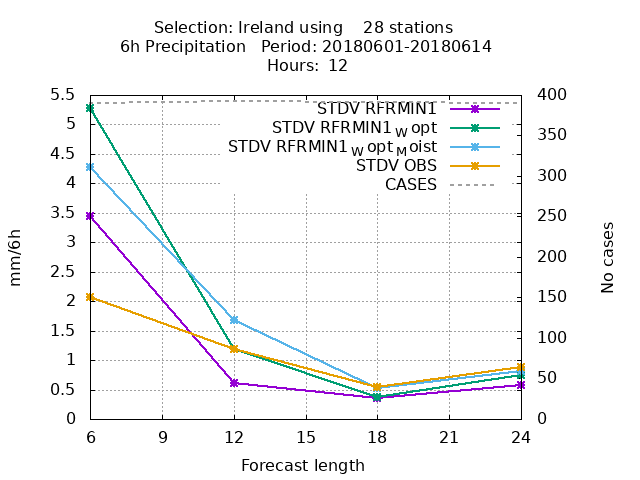 Selection: Ireland using 28 stations
6h Precipitation Period: 20180601-20180614
Hours: 12
STDV RFRMIN1
STDV RFRMIN1 W opt
STDV RFRMIN1 W opt M oist
STDV OBS
CASES
5.5
5
4.5
4
3.5
3
2.5
2
1.5
1
0.5
0
400
350
300
250
200
150
100
50
0
mm/6h
No cases
6 9 12 15 18 21 24
Forecast length